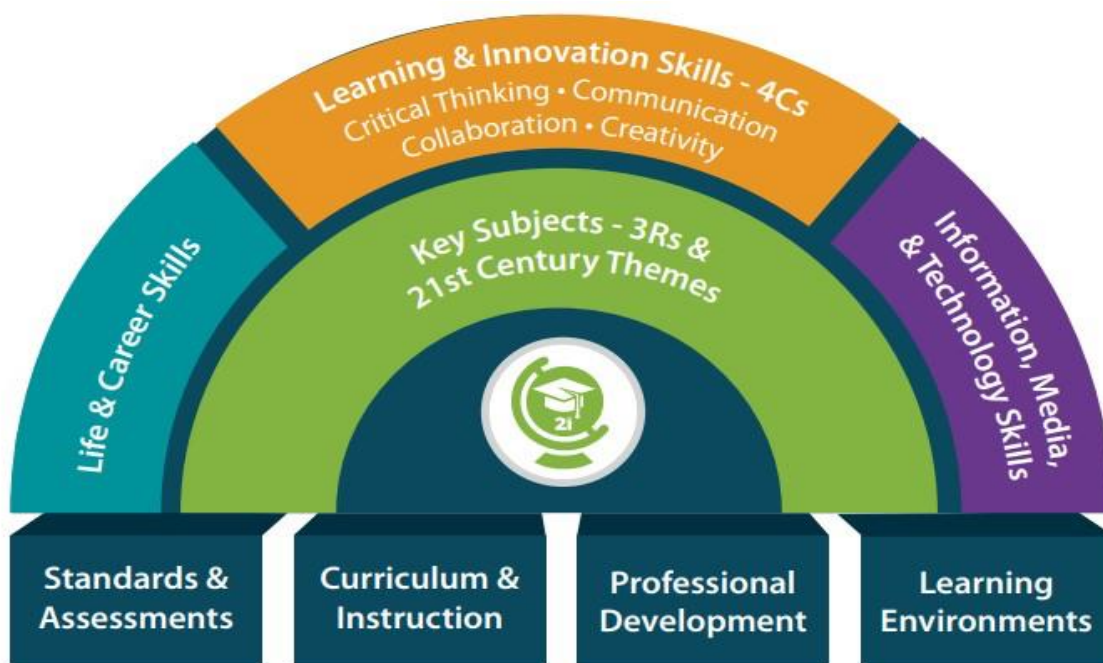 Learning & Innovation Skills - 4Cs
Critical Thinking • Communication
Collaboration • Creativity
Life & Career Skills
Key Subjects - 3Rs &
21st Century Themes
Information, Media,
& Technology Skills
2i
Standards &
Assessments
Curriculum &
Instruction
Professional
Development
Learning
Environments